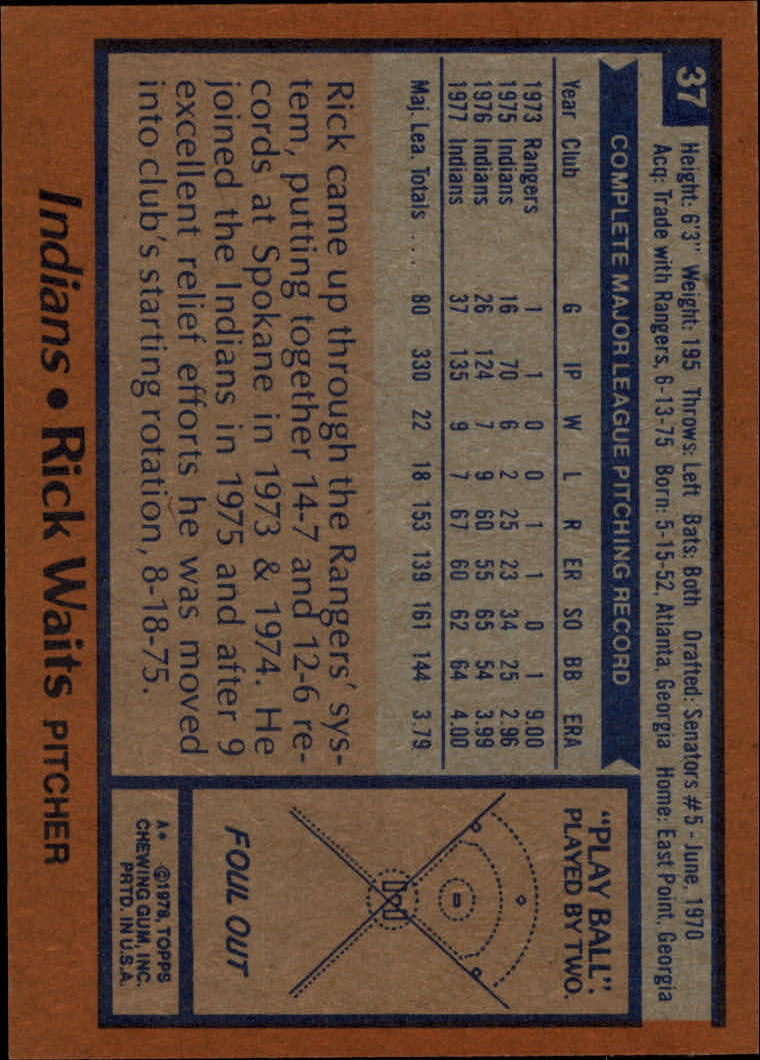 37
Height: 6'3" Weight: 195 Throws: Left Bats: Both Drafted: Senators #5 - June, 1970
Acq: Trade with Rangers, 6-13-75 Born: 5-15-52, Atlanta, Georgia Home: East Point, Georgia
COMPLETE MAJOR LEAGUE PITCHING RECORD
Year Club G IP W L R ER SO BB ERA
1973 Rangers 1 1 0 0 1 1 0 1 9.00
1975 Indians 16 70 6 2 25 23 34 25 2.96
1976 Indians 26 124 7 9 60 55 65 54 3.99
1977 Indians 37 135 9 7 67 60 62 64 4.00
Maj. Lea. Totals .... 80 330 22 18 153 139 161 144 3.79
Rick came up through the Rangers' sys-
tem, putting together 14-7 and 12-6 re-
cords at Spokane in 1973 & 1974. He
joined the Indians in 1975 and after 9
excellent relief efforts he was moved
into club's starting rotation, 8-18-75.
"PLAY BALL":
PLAYED BY TWO.
FOUL OUT
A* ©1978, TOPPS
CHEWING GUM, INC.
PRTD. IN U.S.A.
Indians • Rick Waits PITCHER